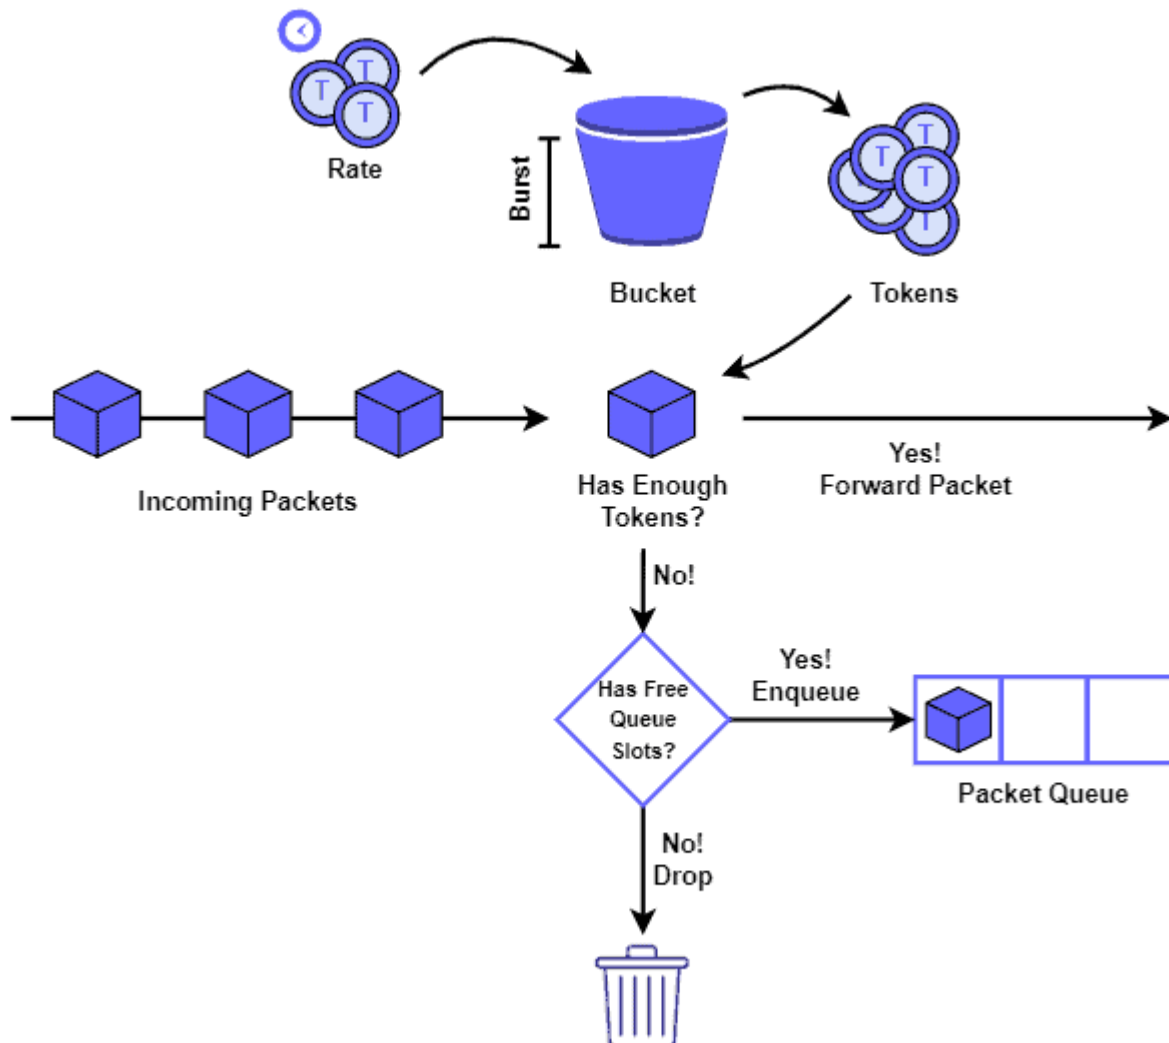 T
T
T
Rate
Burst
Bucket
T
T
T
T
Tokens
Incoming Packets
Has Enough
Tokens?
Yes!
Forward Packet
No!
Has Free
Queue
Slots?
Yes!
Enqueue
Packet Queue
No!
Drop